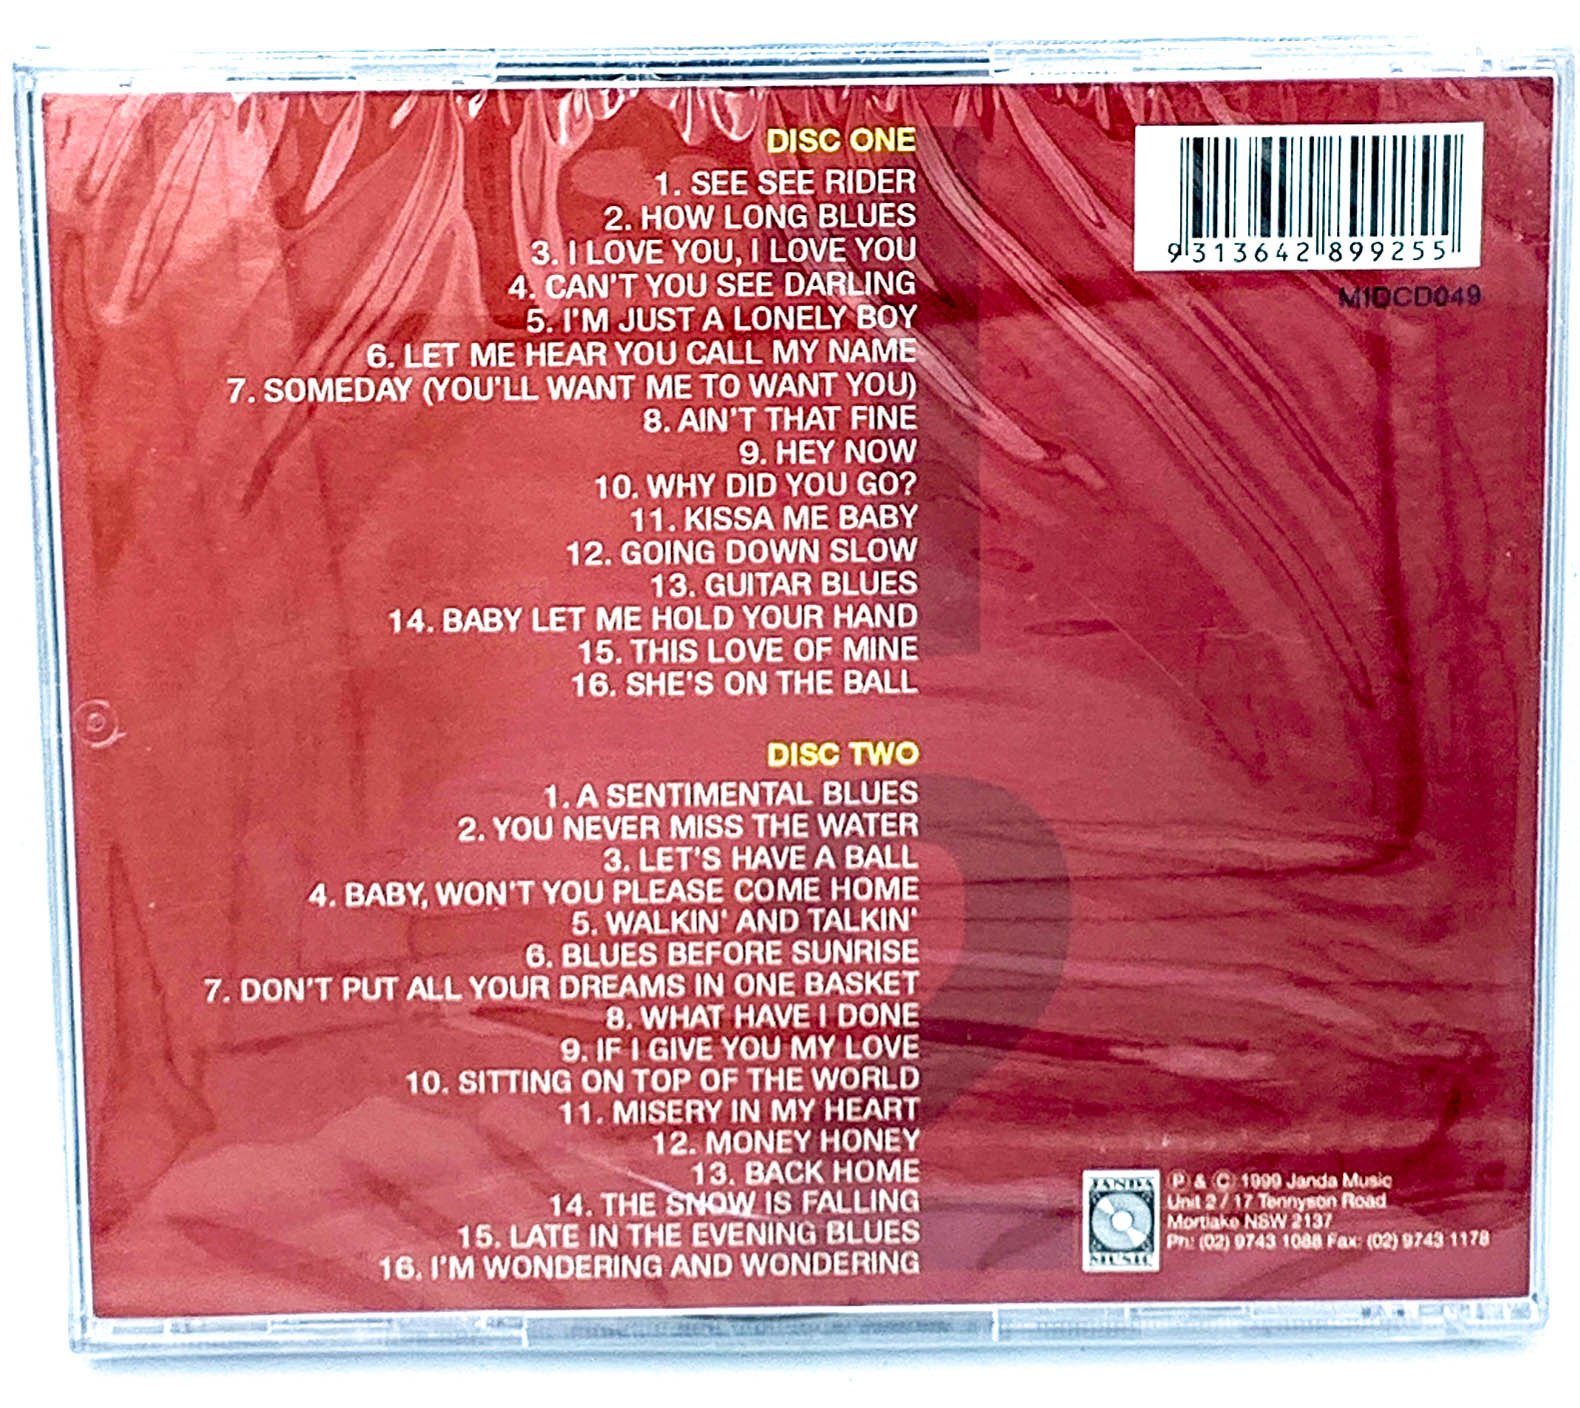 DISC ONE
1. SEE SEE RIDER
2. HOW LONG BLUES
3. I LOVE YOU, I LOVE YOU
4. CAN'T YOU SEE DARLING
5. I'M JUST A LONELY BOY
6. LET ME HEAR YOU CALL MY NAME
7. SOMEDAY (YOU'LL WANT ME TO WANT YOU)
8. AIN'T THAT FINE
9. HEY NOW
10. WHY DID YOU GO?
11. KISSA ME BABY
12. GOING DOWN SLOW
13. GUITAR BLUES
14. BABY LET ME HOLD YOUR HAND
15. THIS LOVE OF MINE
16. SHE'S ON THE BALL
DISC TWO
1. A SENTIMENTAL BLUES
2. YOU NEVER MISS THE WATER
3. LET'S HAVE A BALL
4. BABY, WON'T YOU PLEASE COME HOME
5. WALKIN' AND TALKIN'
6. BLUES BEFORE SUNRISE
7. DON'T PUT ALL YOUR DREAMS IN ONE BASKET
8. WHAT HAVE I DONE
9. IF I GIVE YOU MY LOVE
10. SITTING ON TOP OF THE WORLD
11. MISERY IN MY HEART
12. MONEY HONEY
13. BACK HOME
14. THE SNOW IS FALLING
15. LATE IN THE EVENING BLUES
16. I'M WONDERING AND WONDERING
1
2
9 313642 899255
MIDCD049
JANDA
MUSIC
℗ & © 1999 Janda Music
Unit 2 / 17 Tennyson Road
Mortlake NSW 2137
Ph: (02) 9743 1088 Fax: (02) 9743 1178